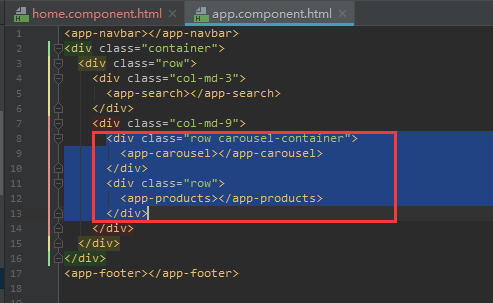 home.component.html × app.component.html ×
1 <app-navbar></app-navbar>
2 <div class="container">
3 <div class="row">
4 <div class="col-md-3">
5 <app-search></app-search>
6 </div>
7 <div class="col-md-9">
8 <div class="row carousel-container">
9 <app-carousel></app-carousel>
10 </div>
11 <div class="row">
12 <app-products></app-products>
13 </div>
14 </div>
15 </div>
16 </div>
17 <app-footer></app-footer>
18